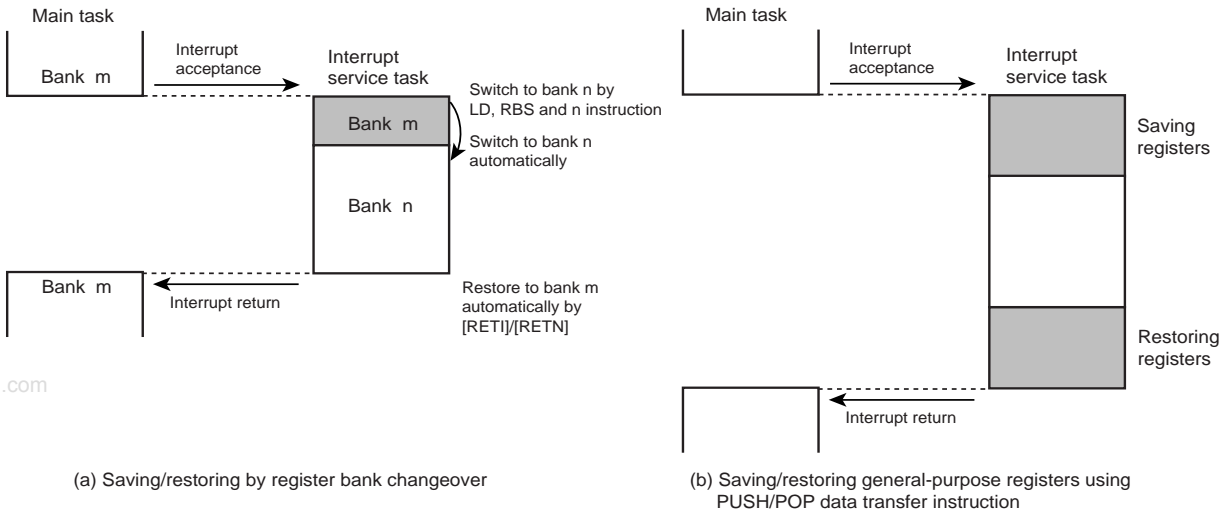 Main task
Bank m
Interrupt
acceptance
Interrupt
service task
Bank m
Switch to bank n by
LD, RBS and n instruction
Switch to bank n
automatically
Bank n
Bank m
Interrupt return
Restore to bank m
automatically by
[RETI]/[RETN]
.com
(a) Saving/restoring by register bank changeover
Main task
Interrupt
acceptance
Interrupt
service task
Saving
registers
Restoring
registers
Interrupt return
(b) Saving/restoring general-purpose registers using
PUSH/POP data transfer instruction